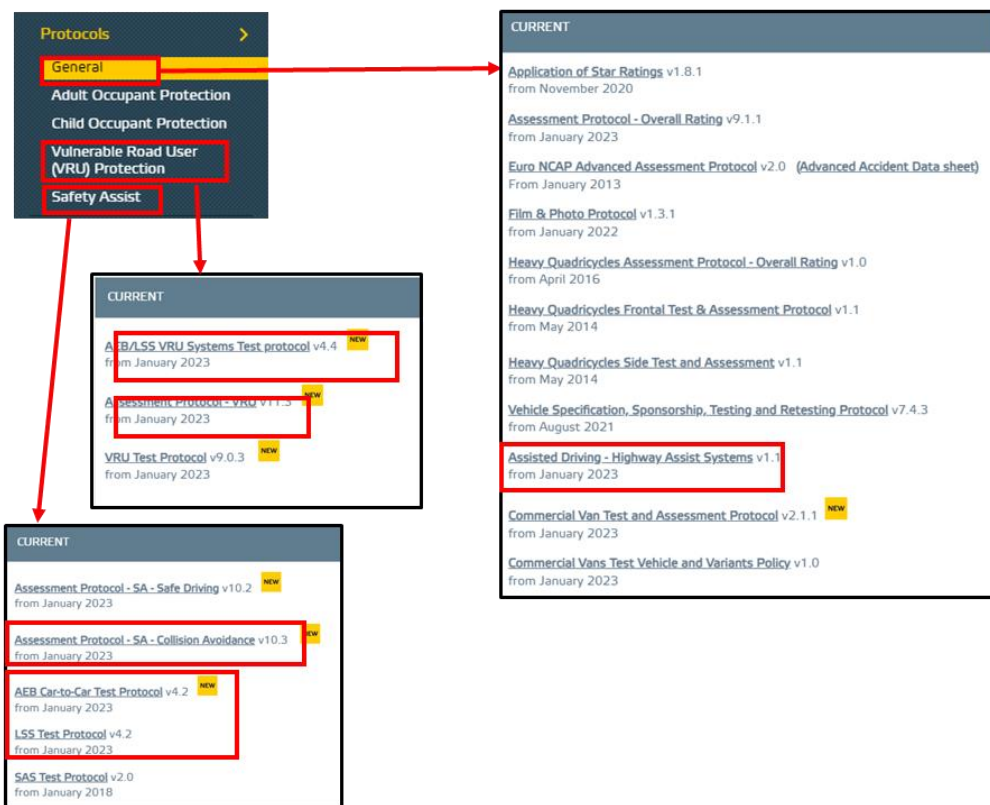 Protocols >
General
Adult Occupant Protection
Child Occupant Protection
Vulnerable Road User
(VRU) Protection
Safety Assist
CURRENT
Application of Star Ratings v1.8.1
from November 2020
Assessment Protocol - Overall Rating v9.1.1
from January 2023
Euro NCAP Advanced Assessment Protocol v2.0 (Advanced Accident Data sheet)
From January 2013
Film & Photo Protocol v1.3.1
from January 2022
Heavy Quadricycles Assessment Protocol - Overall Rating v1.0
from April 2016
Heavy Quadricycles Frontal Test & Assessment Protocol v1.1
from May 2014
Heavy Quadricycles Side Test and Assessment v1.1
from May 2014
Vehicle Specification, Sponsorship, Testing and Retesting Protocol v7.4.3
from August 2021
Assisted Driving - Highway Assist Systems v1.1
from January 2023
Commercial Van Test and Assessment Protocol v2.1.1 NEW
from January 2023
Commercial Vans Test Vehicle and Variants Policy v1.0
from January 2023
CURRENT
AEB/LSS VRU Systems Test protocol v4.4 NEW
from January 2023
Assessment Protocol - VRU v11.3 NEW
from January 2023
VRU Test Protocol v9.0.3 NEW
from January 2023
CURRENT
Assessment Protocol - SA - Safe Driving v10.2 NEW
from January 2023
Assessment Protocol - SA - Collision Avoidance v10.3 NEW
from January 2023
AEB Car-to-Car Test Protocol v4.2 NEW
from January 2023
LSS Test Protocol v4.2
from January 2023
SAS Test Protocol v2.0
from January 2018